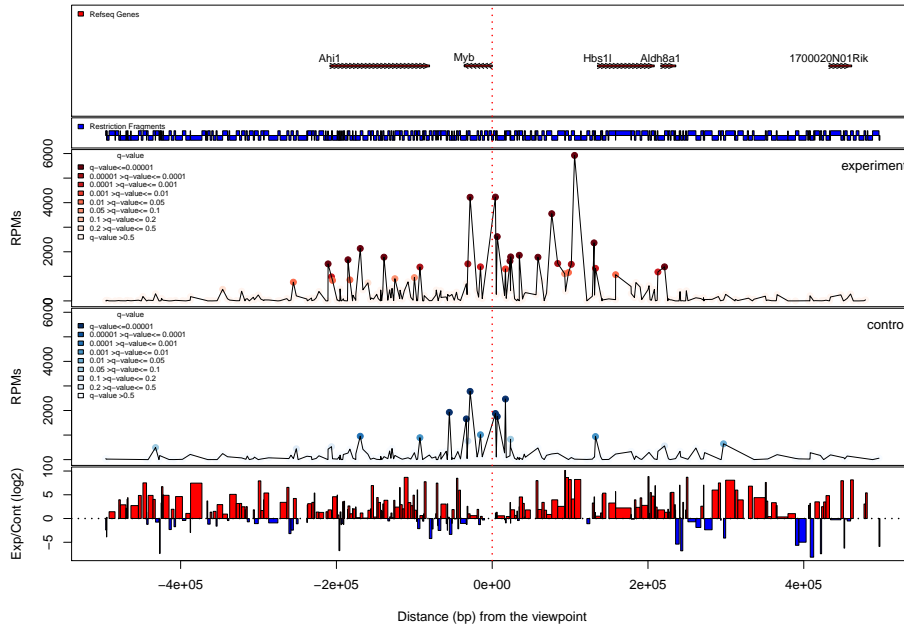 Refseq Genes
Ahi1
Myb
Hbs1l
Aldh8a1
1700020N01Rik
Restriction Fragments
6000
4000
2000
0
RPMs
q-value
q-value<=0.00001
0.00001 >q-value<= 0.0001
0.0001 >q-value<= 0.001
0.001 >q-value<= 0.01
0.01 >q-value<= 0.05
0.05 >q-value<= 0.1
0.1 >q-value<= 0.2
0.2 >q-value<= 0.5
q-value >0.5
experiment
6000
4000
2000
0
RPMs
q-value
q-value<=0.00001
0.00001 >q-value<= 0.0001
0.0001 >q-value<= 0.001
0.001 >q-value<= 0.01
0.01 >q-value<= 0.05
0.05 >q-value<= 0.1
0.1 >q-value<= 0.2
0.2 >q-value<= 0.5
q-value >0.5
contro
10
5
0
−5
Exp/Cont (log2)
−4e+05
−2e+05
0e+00
2e+05
4e+05
Distance (bp) from the viewpoint